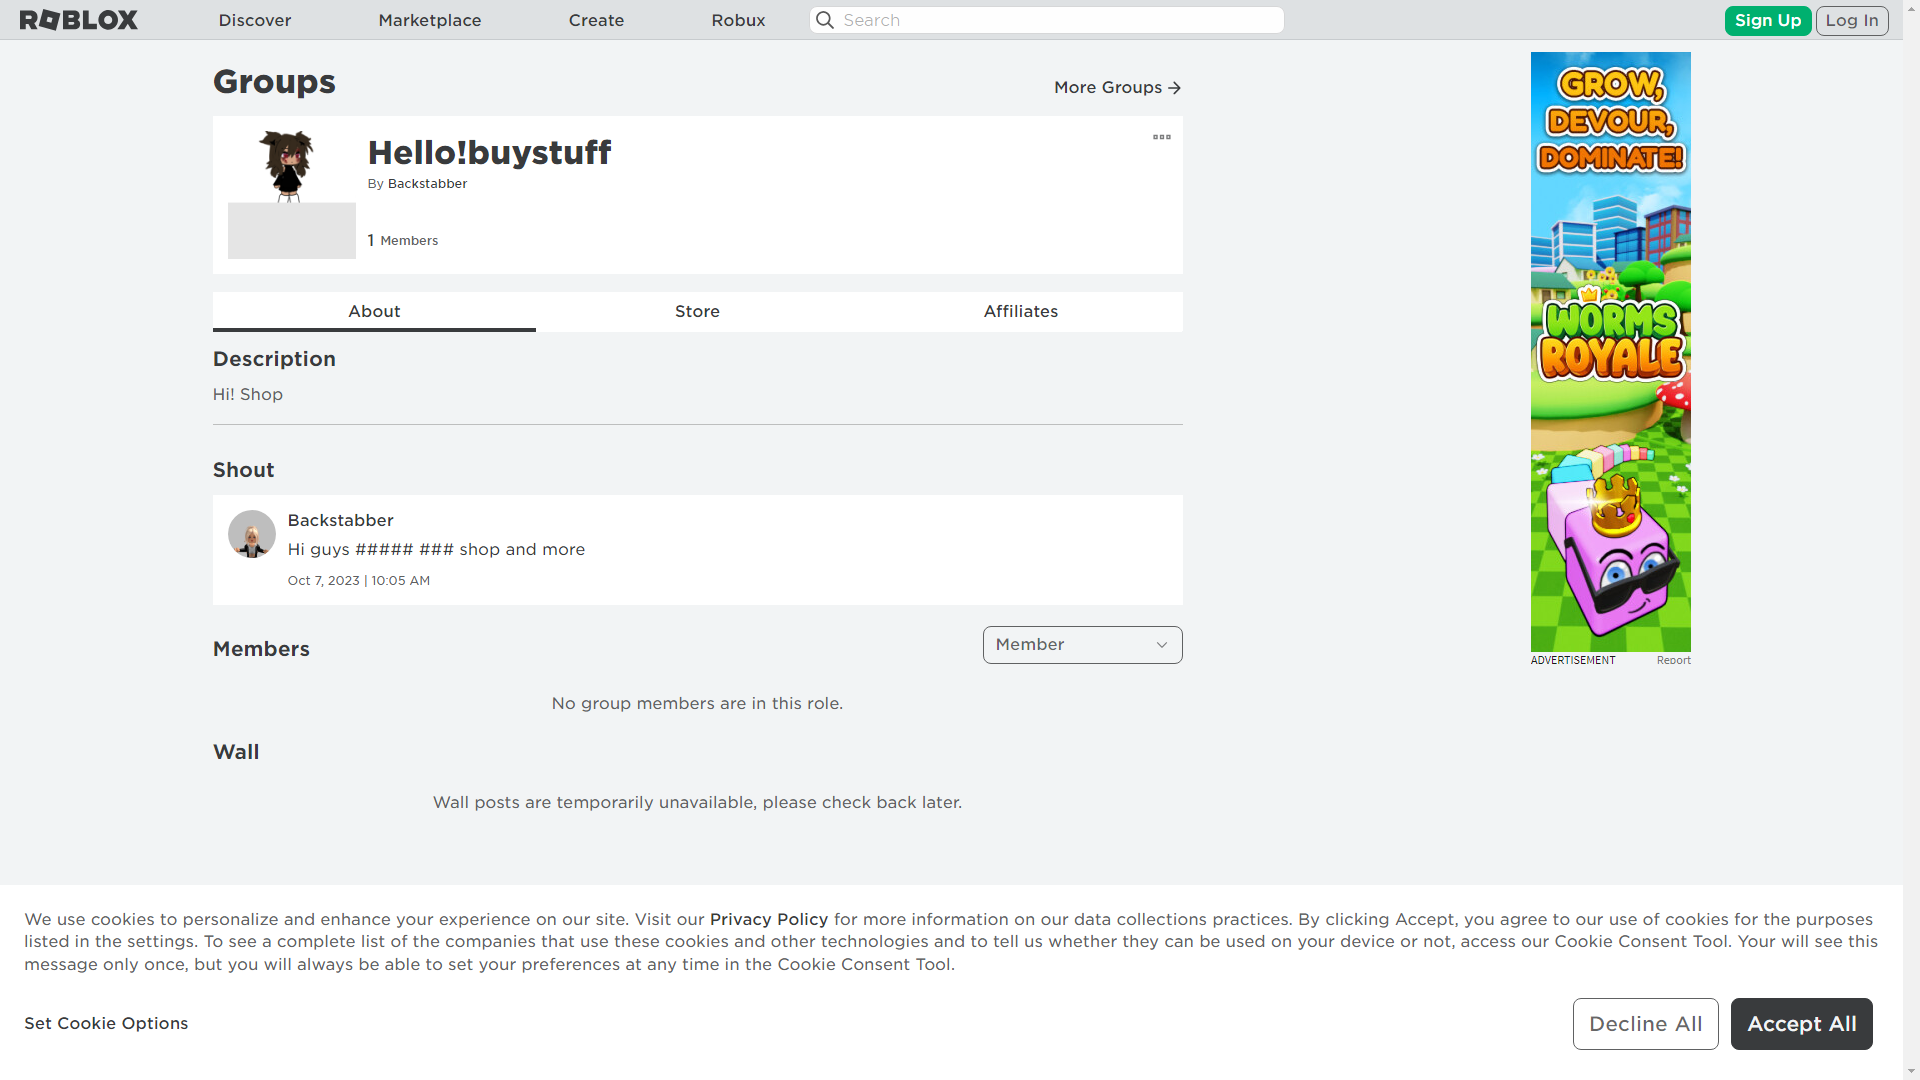 ROBLOX
Discover
Marketplace
Create
Robux
Search
Sign Up
Log In
Groups
More Groups
Hello!buystuff
By Backstabber
1 Members
About
Store
Affiliates
Description
Hi! Shop
Shout
Backstabber
Hi guys ##### ### shop and more
Oct 7, 2023 | 10:05 AM
Members
Member
No group members are in this role.
Wall
Wall posts are temporarily unavailable, please check back later.
GROW,
DEVOUR,
DOMINATE!
WORMS
ROYALE
ADVERTISEMENT
Report
We use cookies to personalize and enhance your experience on our site. Visit our Privacy Policy for more information on our data collections practices. By clicking Accept, you agree to our use of cookies for the purposes
listed in the settings. To see a complete list of the companies that use these cookies and other technologies and to tell us whether they can be used on your device or not, access our Cookie Consent Tool. Your will see this
message only once, but you will always be able to set your preferences at any time in the Cookie Consent Tool.
Set Cookie Options
Decline All
Accept All